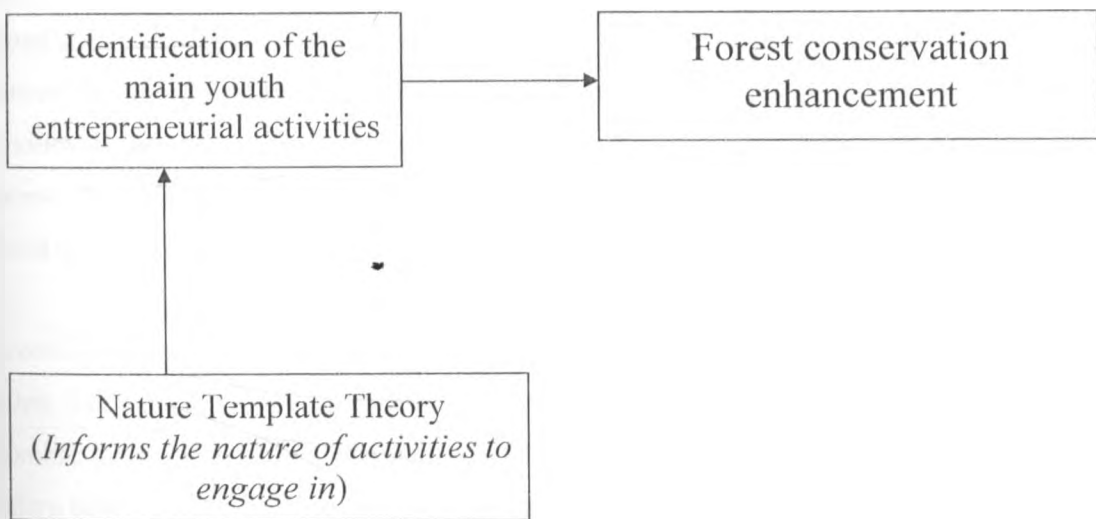 Identification of the
main youth
entrepreneurial activities
Forest conservation
enhancement
Nature Template Theory
(Informs the nature of activities to
engage in)